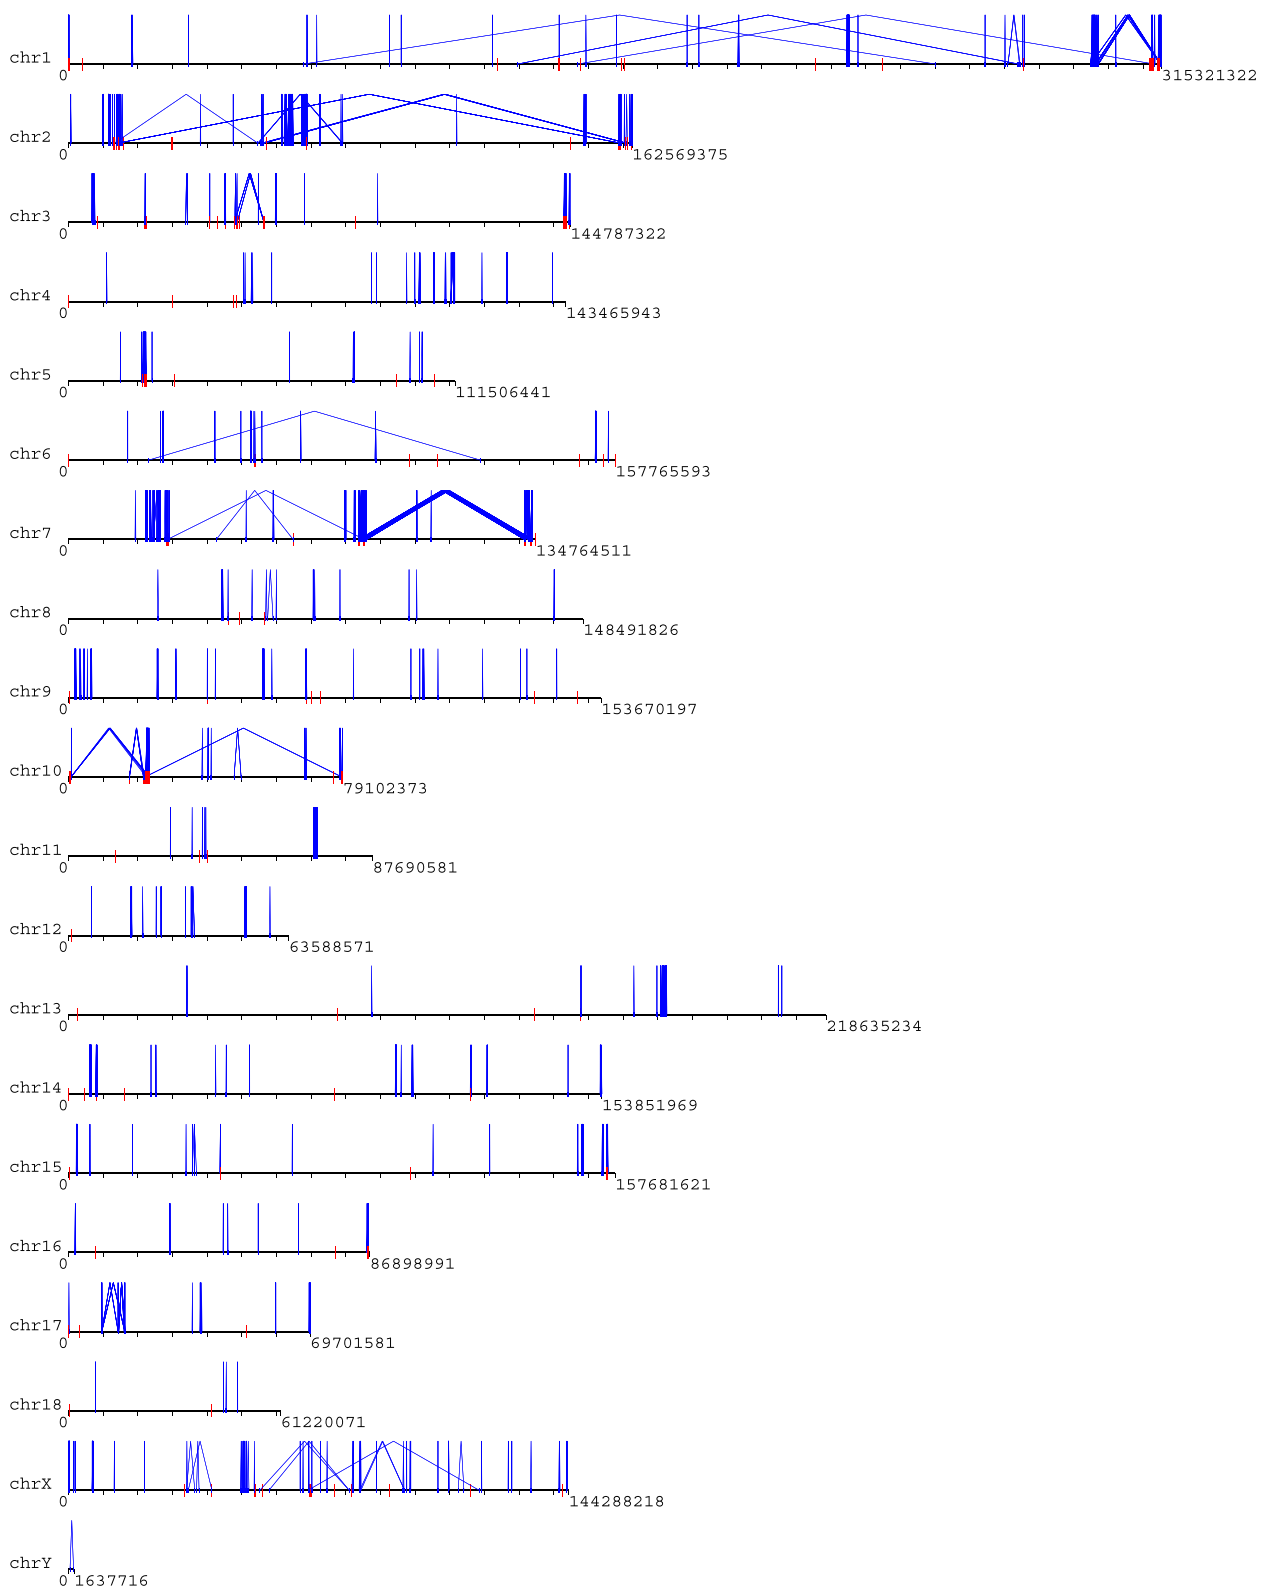 chr1
0 315321322
chr2
0 162569375
chr3
0 144787322
chr4
0 143465943
chr5
0 111506441
chr6
0 157765593
chr7
0 134764511
chr8
0 148491826
chr9
0 153670197
chr10
0 79102373
chr11
0 87690581
chr12
0 63588571
chr13
0 218635234
chr14
0 153851969
chr15
0 157681621
chr16
0 86898991
chr17
0 69701581
chr18
0 61220071
chrX
0 144288218
chrY
0 1637716